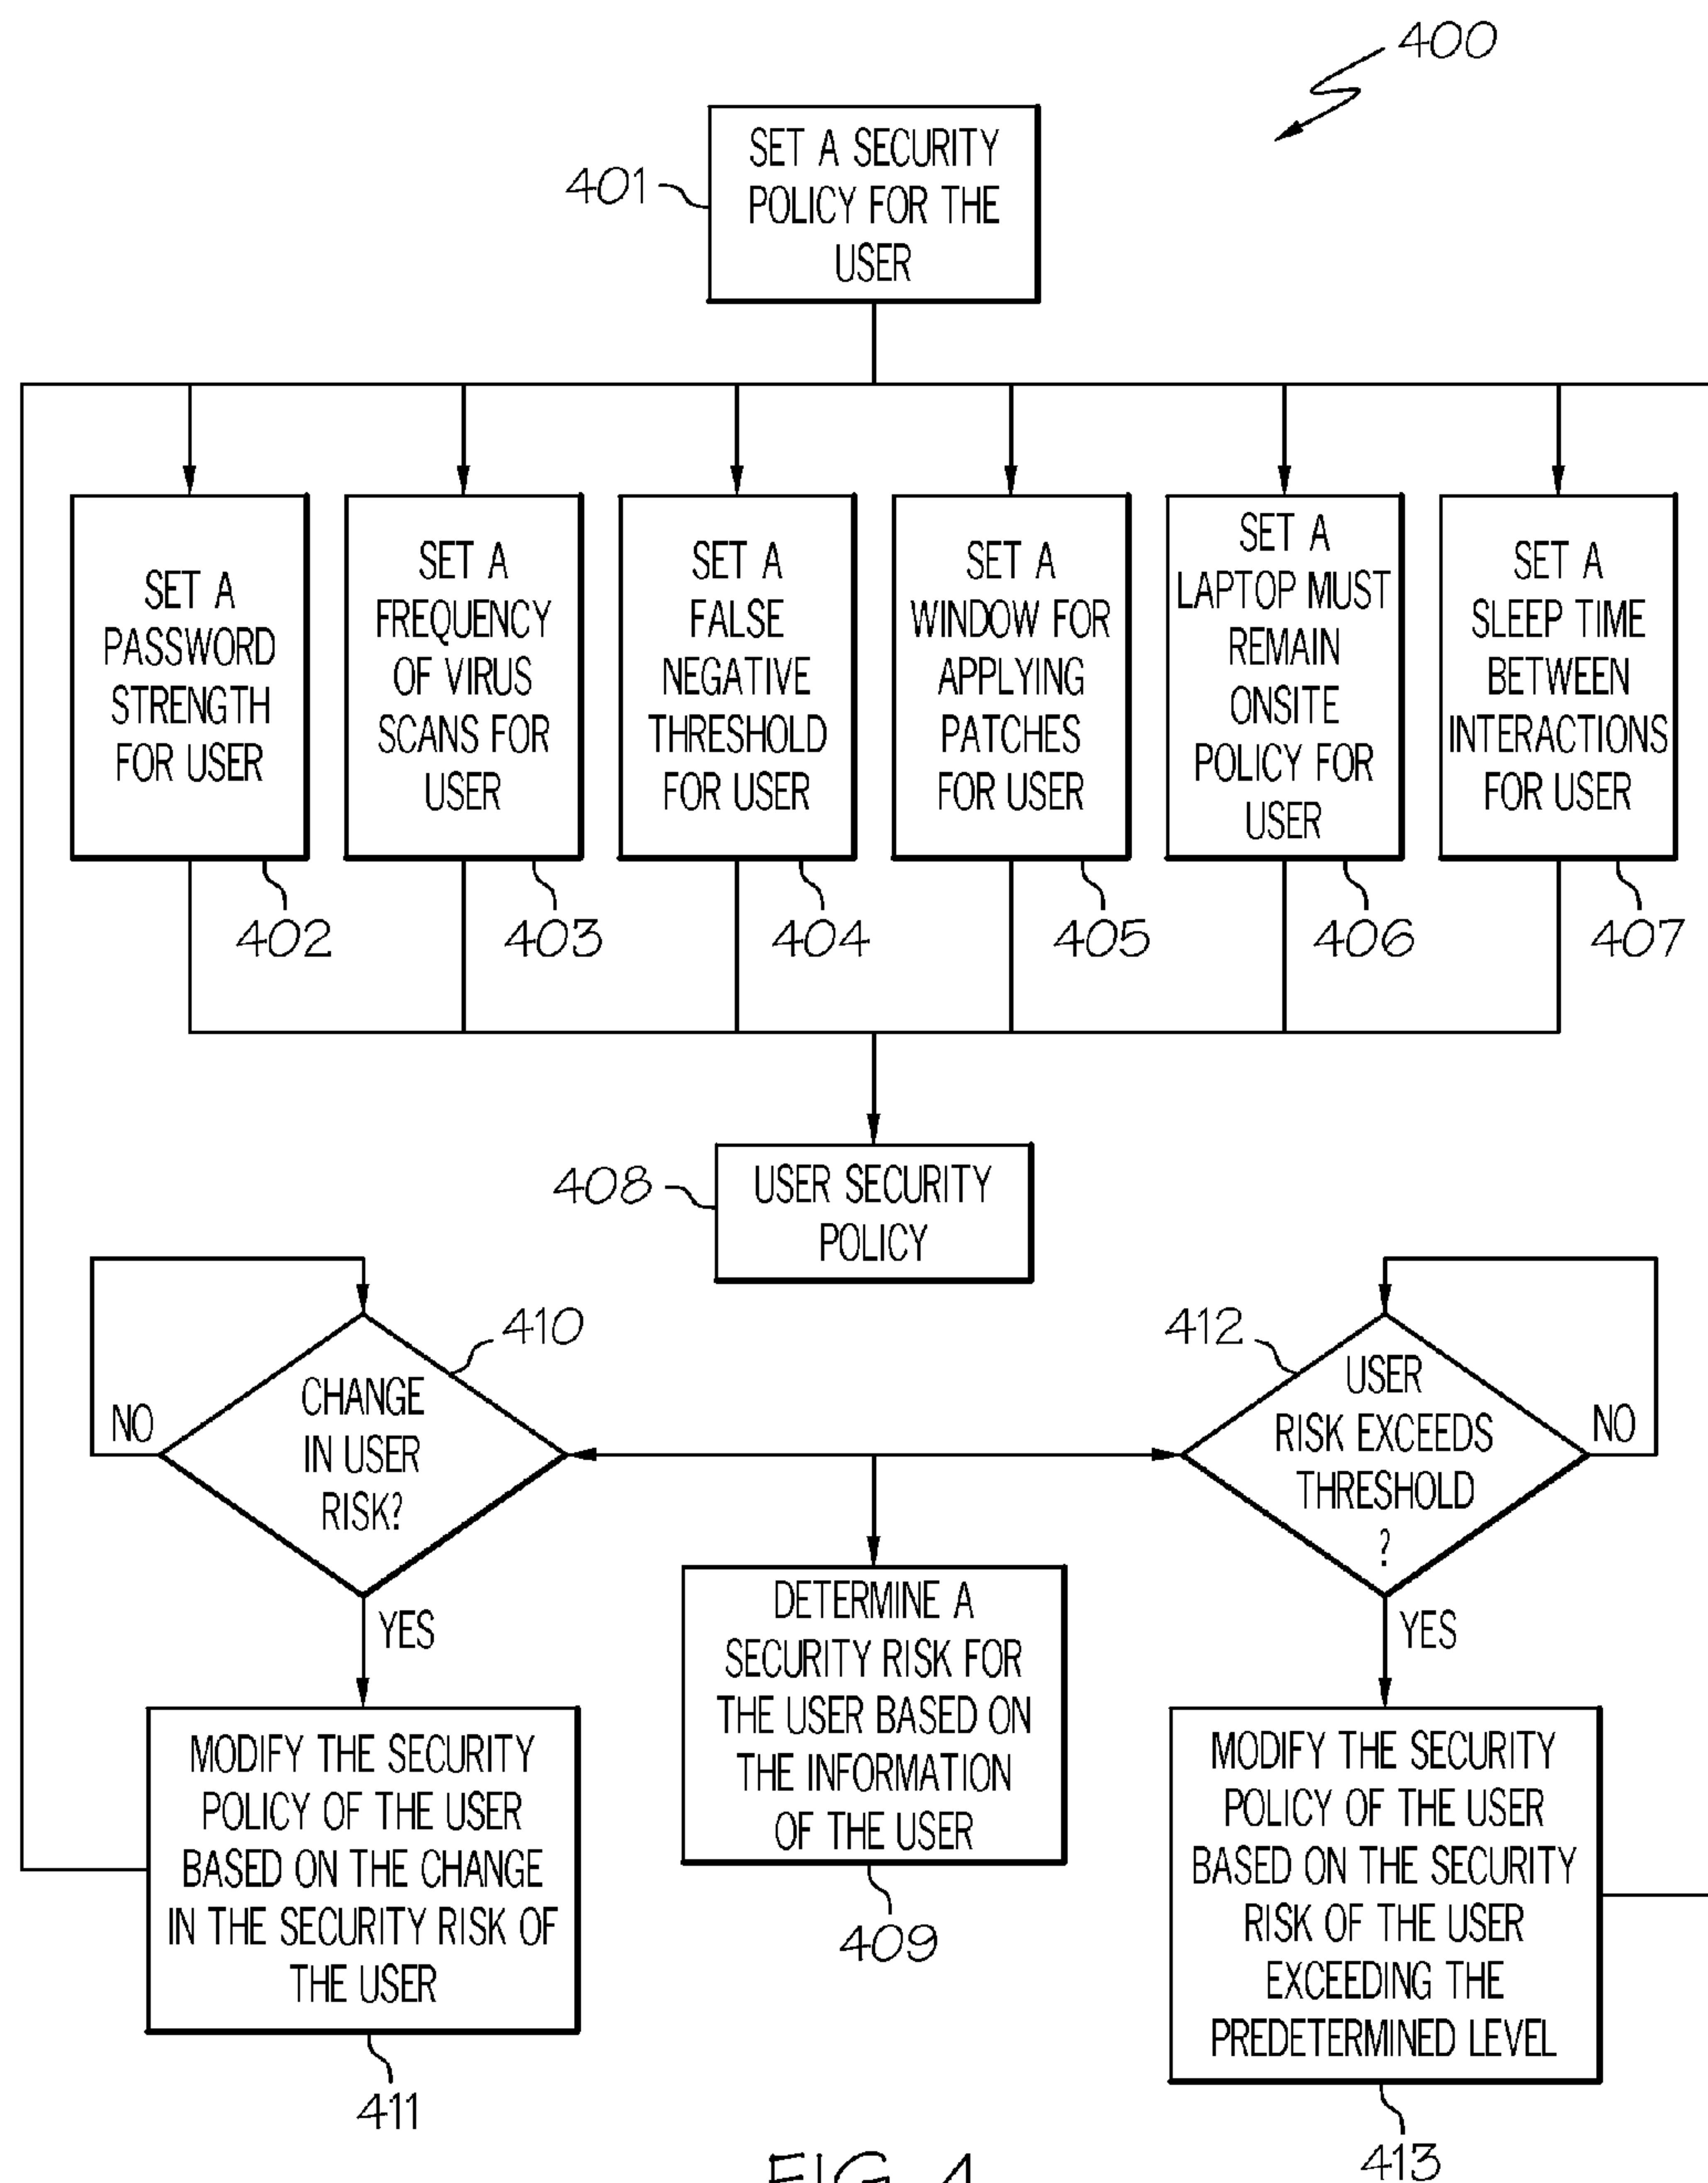 400
401
SET A SECURITY
POLICY FOR THE
USER
SET A
PASSWORD
STRENGTH
FOR USER
402
SET A
FREQUENCY
OF VIRUS
SCANS FOR
USER
403
SET A
FALSE
NEGATIVE
THRESHOLD
FOR USER
404
SET A
WINDOW FOR
APPLYING
PATCHES
FOR USER
405
SET A
LAPTOP MUST
REMAIN
ONSITE
POLICY FOR
USER
406
SET A
SLEEP TIME
BETWEEN
INTERACTIONS
FOR USER
407
408
USER SECURITY
POLICY
410
CHANGE
IN USER
RISK?
NO
YES
412
USER
RISK EXCEEDS
THRESHOLD
?
NO
YES
MODIFY THE SECURITY
POLICY OF THE USER
BASED ON THE CHANGE
IN THE SECURITY RISK OF
THE USER
411
DETERMINE A
SECURITY RISK FOR
THE USER BASED ON
THE INFORMATION
OF THE USER
409
MODIFY THE SECURITY
POLICY OF THE USER
BASED ON THE SECURITY
RISK OF THE USER
EXCEEDING THE
PREDETERMINED LEVEL
413
FIG. 4